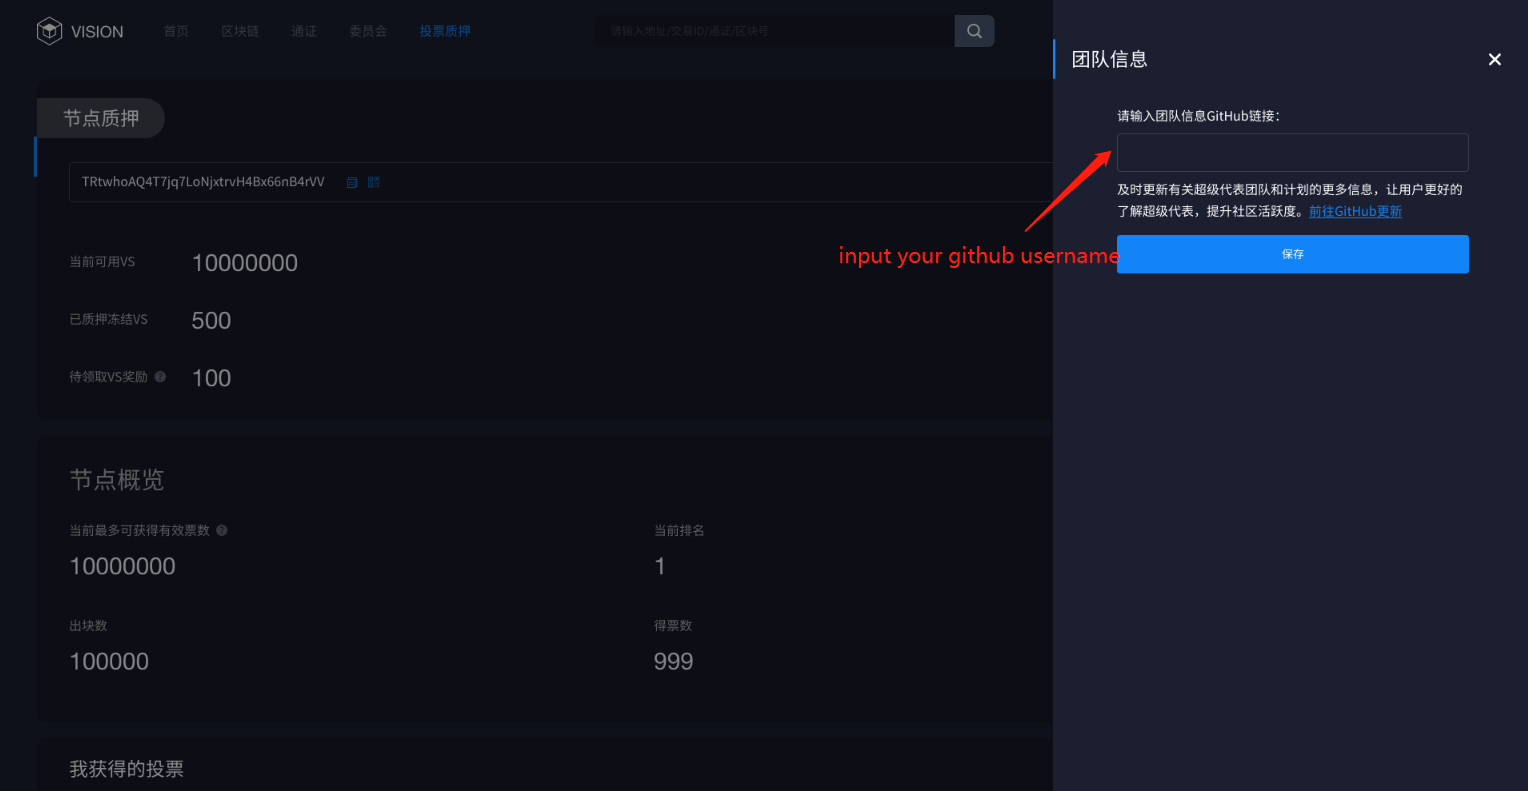 VISION
首页 区块链 通证 委员会 投票质押
请输入地址/交易ID/通证/区块号
节点质押
TRtwhoAQ4T7jq7LoNjxtrvH4Bx66nB4rVV
当前可用VS 10000000
已质押冻结VS 500
待领取VS奖励 ? 100
节点概览
当前最多可获得有效票数 ? 当前排名
10000000 1
出块数 得票数
100000 999
我获得的投票
团队信息
请输入团队信息GitHub链接：
及时更新有关超级代表团队和计划的更多信息，让用户更好的
了解超级代表，提升社区活跃度。前往GitHub更新
input your github username
保存